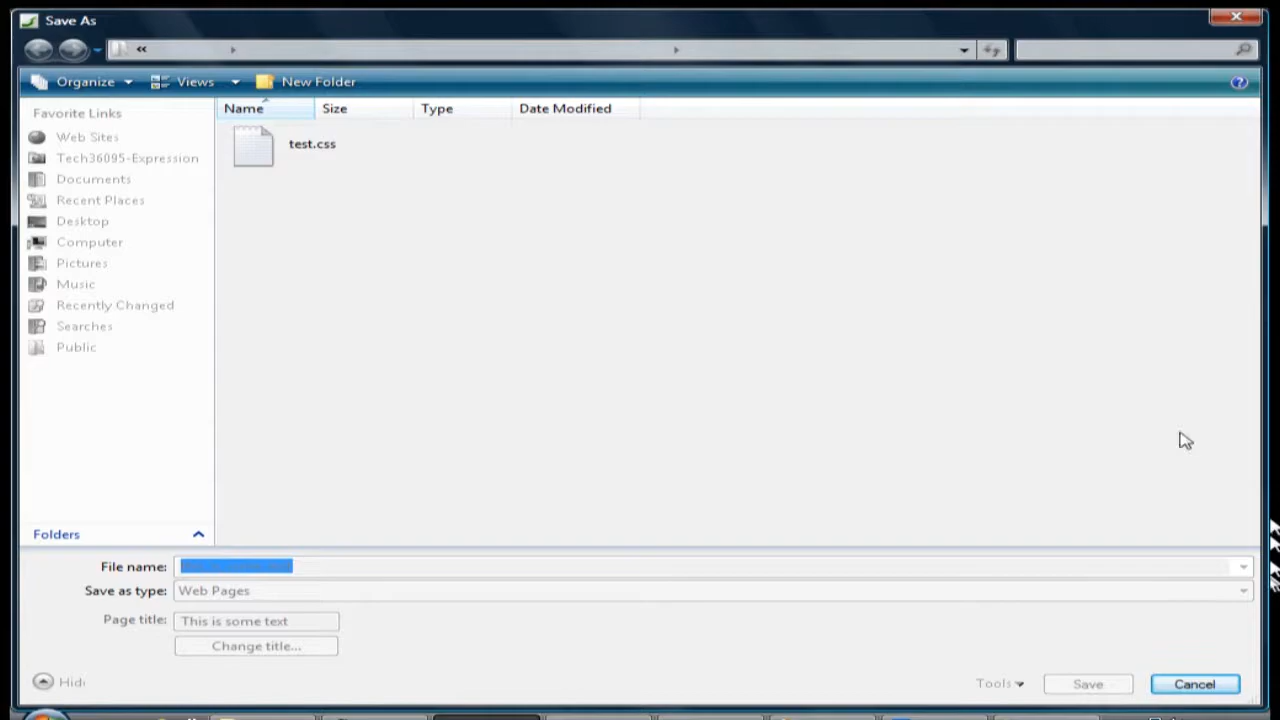 Save As
«
Organize Views New Folder
Favorite Links
Name Size Type Date Modified
Web Sites
test.css
Tech36095-Expression
Documents
Recent Places
Desktop
Computer
Pictures
Music
Recently Changed
Searches
Public
Folders
File name:
Save as type: Web Pages
Page title: This is some text
Change title...
Hidi
Tools Save Cancel